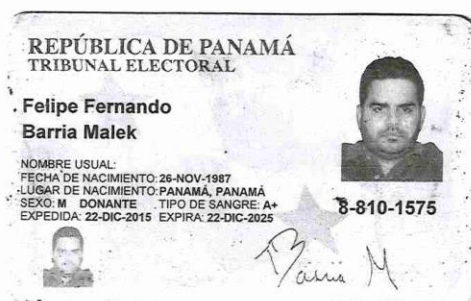 REPÚBLICA DE PANAMÁ
TRIBUNAL ELECTORAL
Felipe Fernando
Barria Malek
NOMBRE USUAL:
FECHA DE NACIMIENTO: 26-NOV-1987
LUGAR DE NACIMIENTO: PANAMÁ, PANAMÁ
SEXO: M DONANTE TIPO DE SANGRE: A+
EXPEDIDA: 22-DIC-2015 EXPIRA: 22-DIC-2025
8-810-1575
Barria M